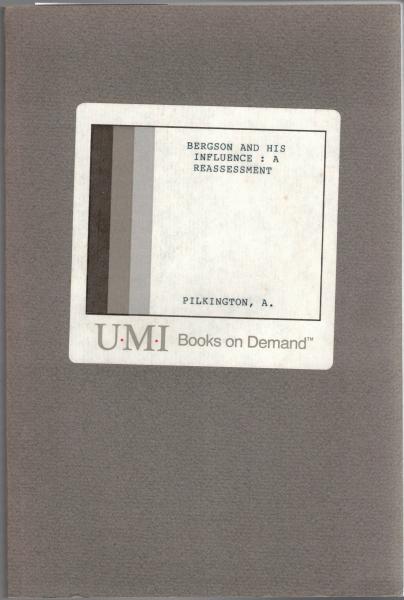 BERGSON AND HIS
INFLUENCE : A
REASSESSMENT
PILKINGTON, A.
U·M·I Books on Demand™